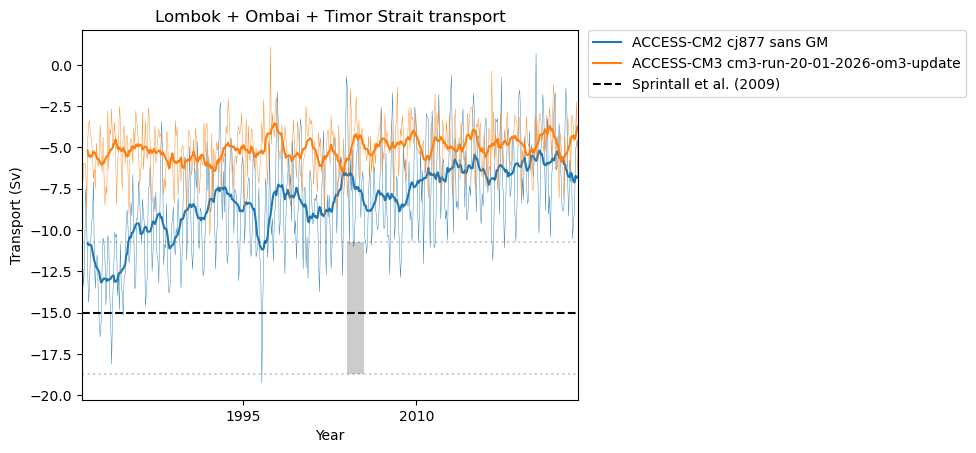 Lombok + Ombai + Timor Strait transport
ACCESS-CM2 cj877 sans GM
ACCESS-CM3 cm3-run-20-01-2026-om3-update
Sprintall et al. (2009)
Transport (Sv)
0.0
−2.5
−5.0
−7.5
−10.0
−12.5
−15.0
−17.5
−20.0
1995
2010
Year